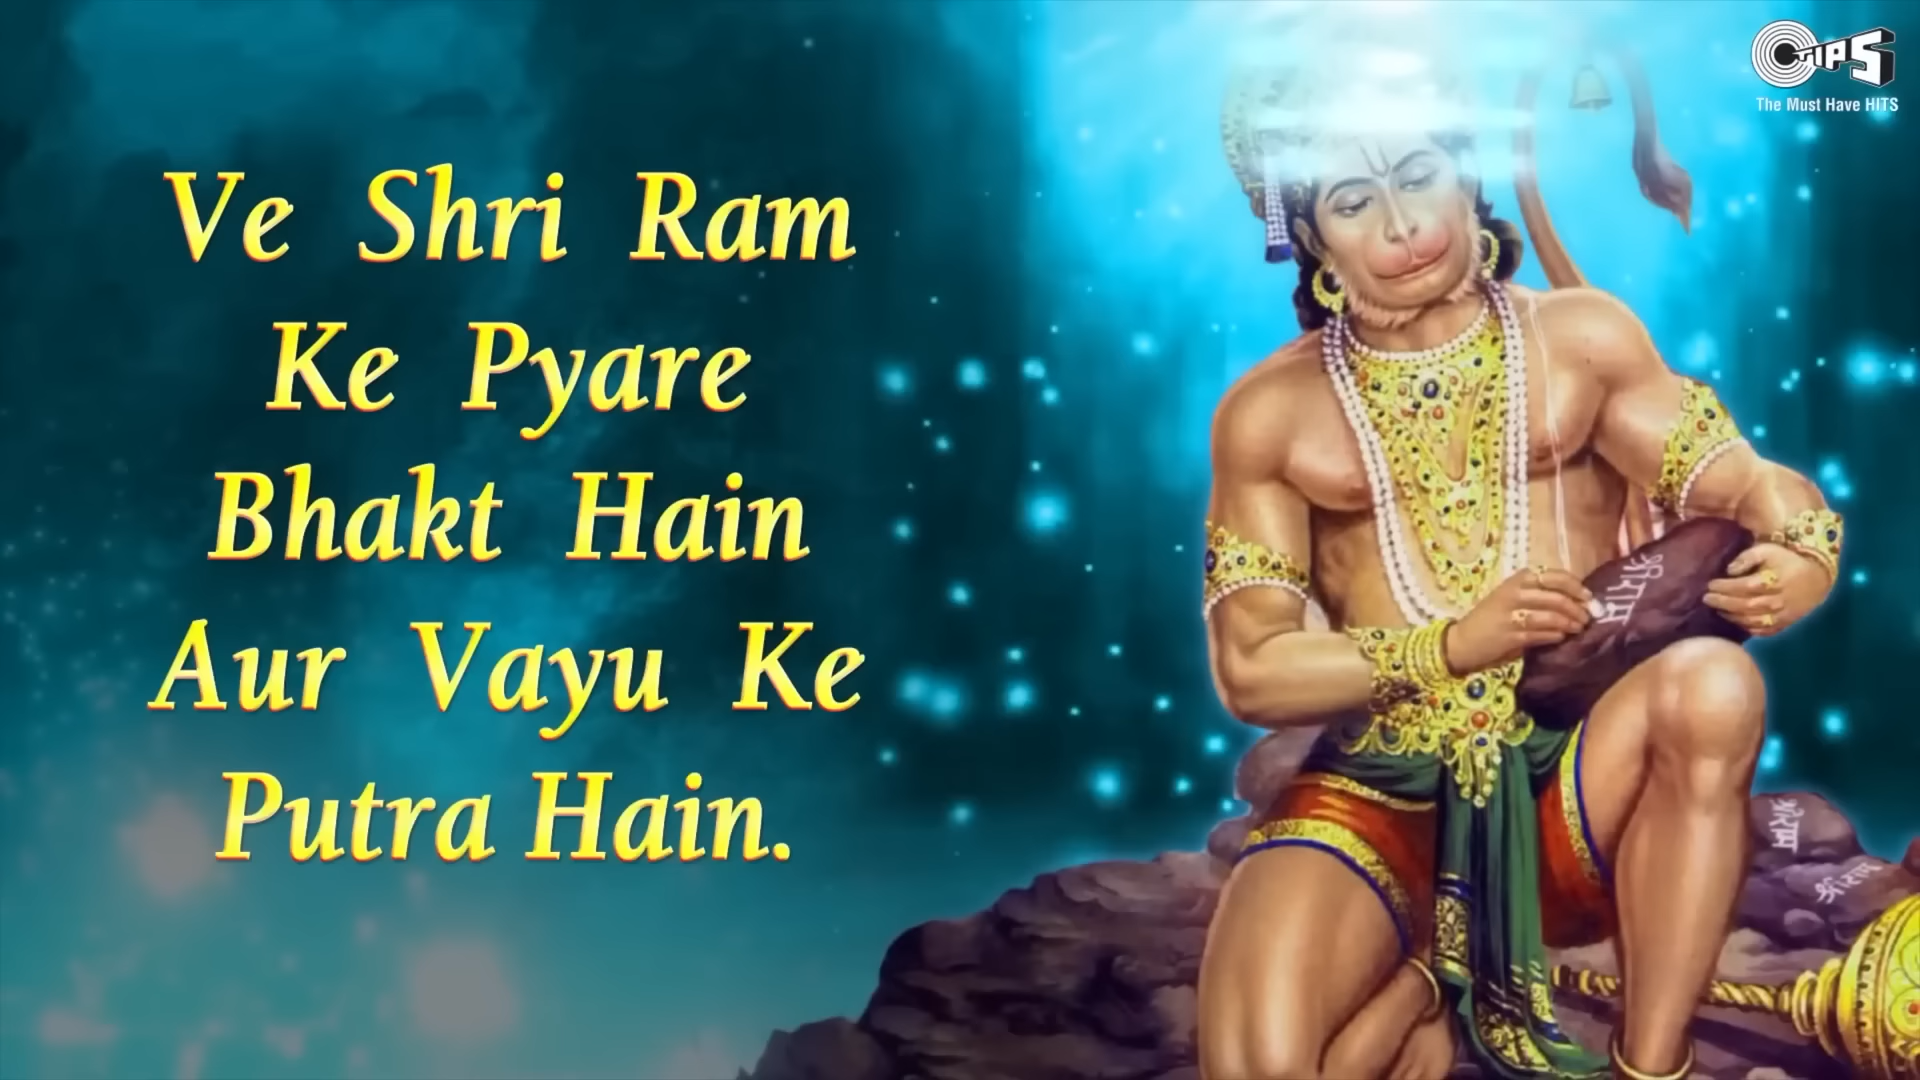 Ve Shri Ram
Ke Pyare
Bhakt Hain
Aur Vayu Ke
Putra Hain.
TIPS
The Must Have HITS
श्रीराम
श्रीराम
श्रीराम